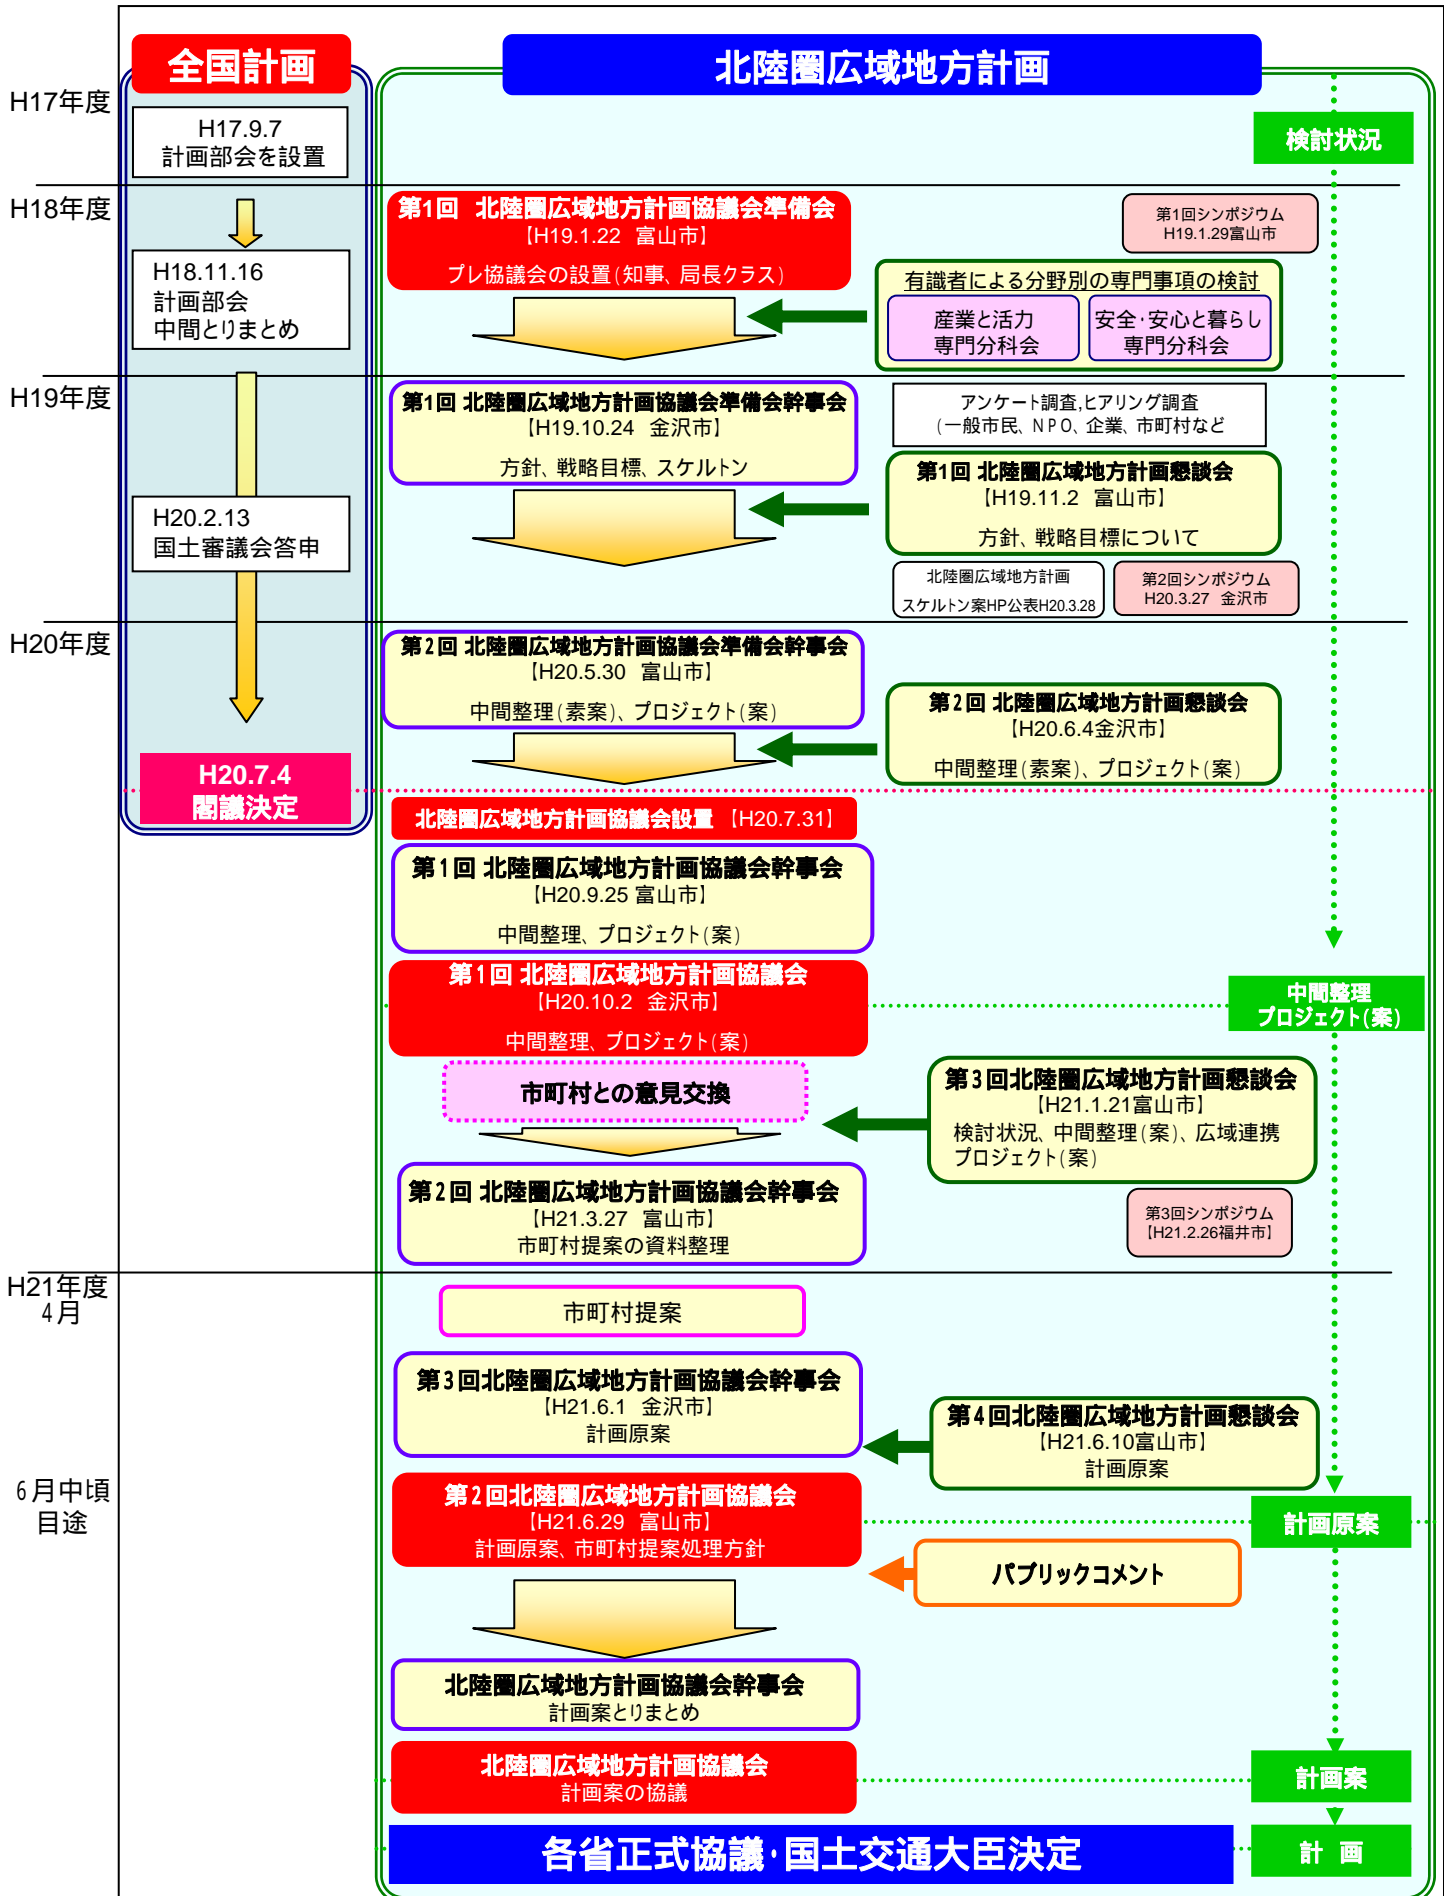 全国計画
北陸圏広域地方計画
H17年度
H17.9.7
計画部会を設置
検討状況
H18年度
第1回 北陸圏広域地方計画協議会準備会
【H19.1.22 富山市】
プレ協議会の設置(知事、局長クラス)
第1回シンポジウム
H19.1.29富山市
H18.11.16
計画部会
中間とりまとめ
有識者による分野別の専門事項の検討
産業と活力
専門分科会
安全・安心と暮らし
専門分科会
H19年度
第1回 北陸圏広域地方計画協議会準備会幹事会
【H19.10.24 金沢市】
方針、戦略目標、スケルトン
アンケート調査,ヒアリング調査
(一般市民、NPO、企業、市町村など
第1回 北陸圏広域地方計画懇談会
【H19.11.2 富山市】
方針、戦略目標について
H20.2.13
国土審議会答申
北陸圏広域地方計画
スケルトン案HP公表H20.3.28
第2回シンポジウム
H20.3.27 金沢市
H20年度
第2回 北陸圏広域地方計画協議会準備会幹事会
【H20.5.30 富山市】
中間整理(素案)、プロジェクト(案)
第2回 北陸圏広域地方計画懇談会
【H20.6.4金沢市】
中間整理(素案)、プロジェクト(案)
H20.7.4
閣議決定
北陸圏広域地方計画協議会設置【H20.7.31】
第1回 北陸圏広域地方計画協議会幹事会
【H20.9.25 富山市】
中間整理、プロジェクト(案)
第1回 北陸圏広域地方計画協議会
【H20.10.2 金沢市】
中間整理、プロジェクト(案)
中間整理
プロジェクト(案)
市町村との意見交換
第3回北陸圏広域地方計画懇談会
【H21.1.21富山市】
検討状況、中間整理(案)、広域連携
プロジェクト(案)
第2回 北陸圏広域地方計画協議会幹事会
【H21.3.27 富山市】
市町村提案の資料整理
第3回シンポジウム
【H21.2.26福井市】
H21年度
4月
市町村提案
第3回北陸圏広域地方計画協議会幹事会
【H21.6.1 金沢市】
計画原案
第4回北陸圏広域地方計画懇談会
【H21.6.10富山市】
計画原案
6月中頃
目途
第2回北陸圏広域地方計画協議会
【H21.6.29 富山市】
計画原案、市町村提案処理方針
計画原案
パブリックコメント
北陸圏広域地方計画協議会幹事会
計画案とりまとめ
北陸圏広域地方計画協議会
計画案の協議
計画案
各省正式協議・国土交通大臣決定
計 画